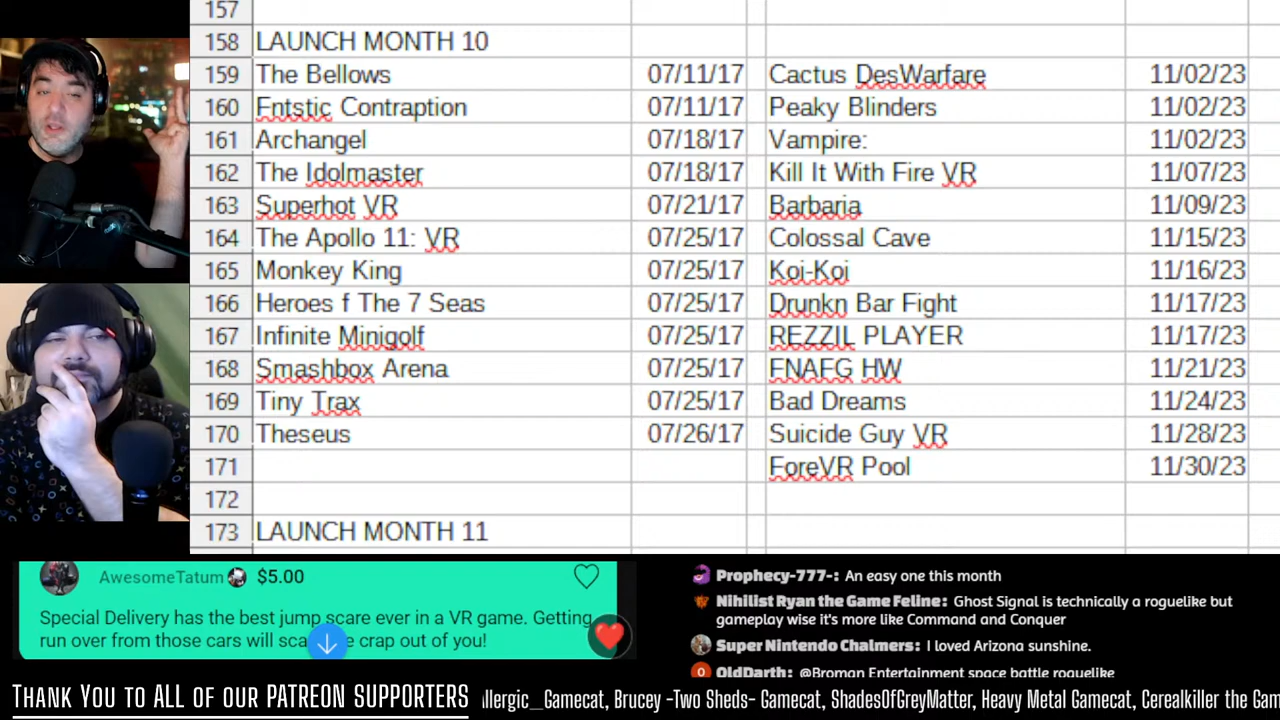 157
158 LAUNCH MONTH 10
159 The Bellows 07/11/17 Cactus DesWarfare 11/02/23
160 Fntstic Contraption 07/11/17 Peaky Blinders 11/02/23
161 Archangel 07/18/17 Vampire: 11/02/23
162 The Idolmaster 07/18/17 Kill It With Fire VR 11/07/23
163 Superhot VR 07/21/17 Barbaria 11/09/23
164 The Apollo 11: VR 07/25/17 Colossal Cave 11/15/23
165 Monkey King 07/25/17 Koi-Koi 11/16/23
166 Heroes f The 7 Seas 07/25/17 Drunkn Bar Fight 11/17/23
167 Infinite Minigolf 07/25/17 REZZIL PLAYER 11/17/23
168 Smashbox Arena 07/25/17 FNAFG HW 11/21/23
169 Tiny Trax 07/25/17 Bad Dreams 11/24/23
170 Theseus 07/26/17 Suicide Guy VR 11/28/23
171 ForeVR Pool 11/30/23
172
173 LAUNCH MONTH 11
AwesomeTatum $5.00
Special Delivery has the best jump scare ever in a VR game. Getting
run over from those cars will crap out of you!
Prophecy-777-: An easy one this month
Nihilist Ryan the Game Feline: Ghost Signal is technically a roguelike but
gameplay wise it's more like Command and Conquer
Super Nintendo Chalmers: I loved Arizona sunshine.
OldDarth: @Broman Entertainment space battle roguelike
THANK YOU TO ALL OF OUR PATREON SUPPORTERS
llergic_Gamecat, Brucey -Two Sheds- Gamecat, ShadesOfGreyMatter, Heavy Metal Gamecat, Cerealkiller the Gam